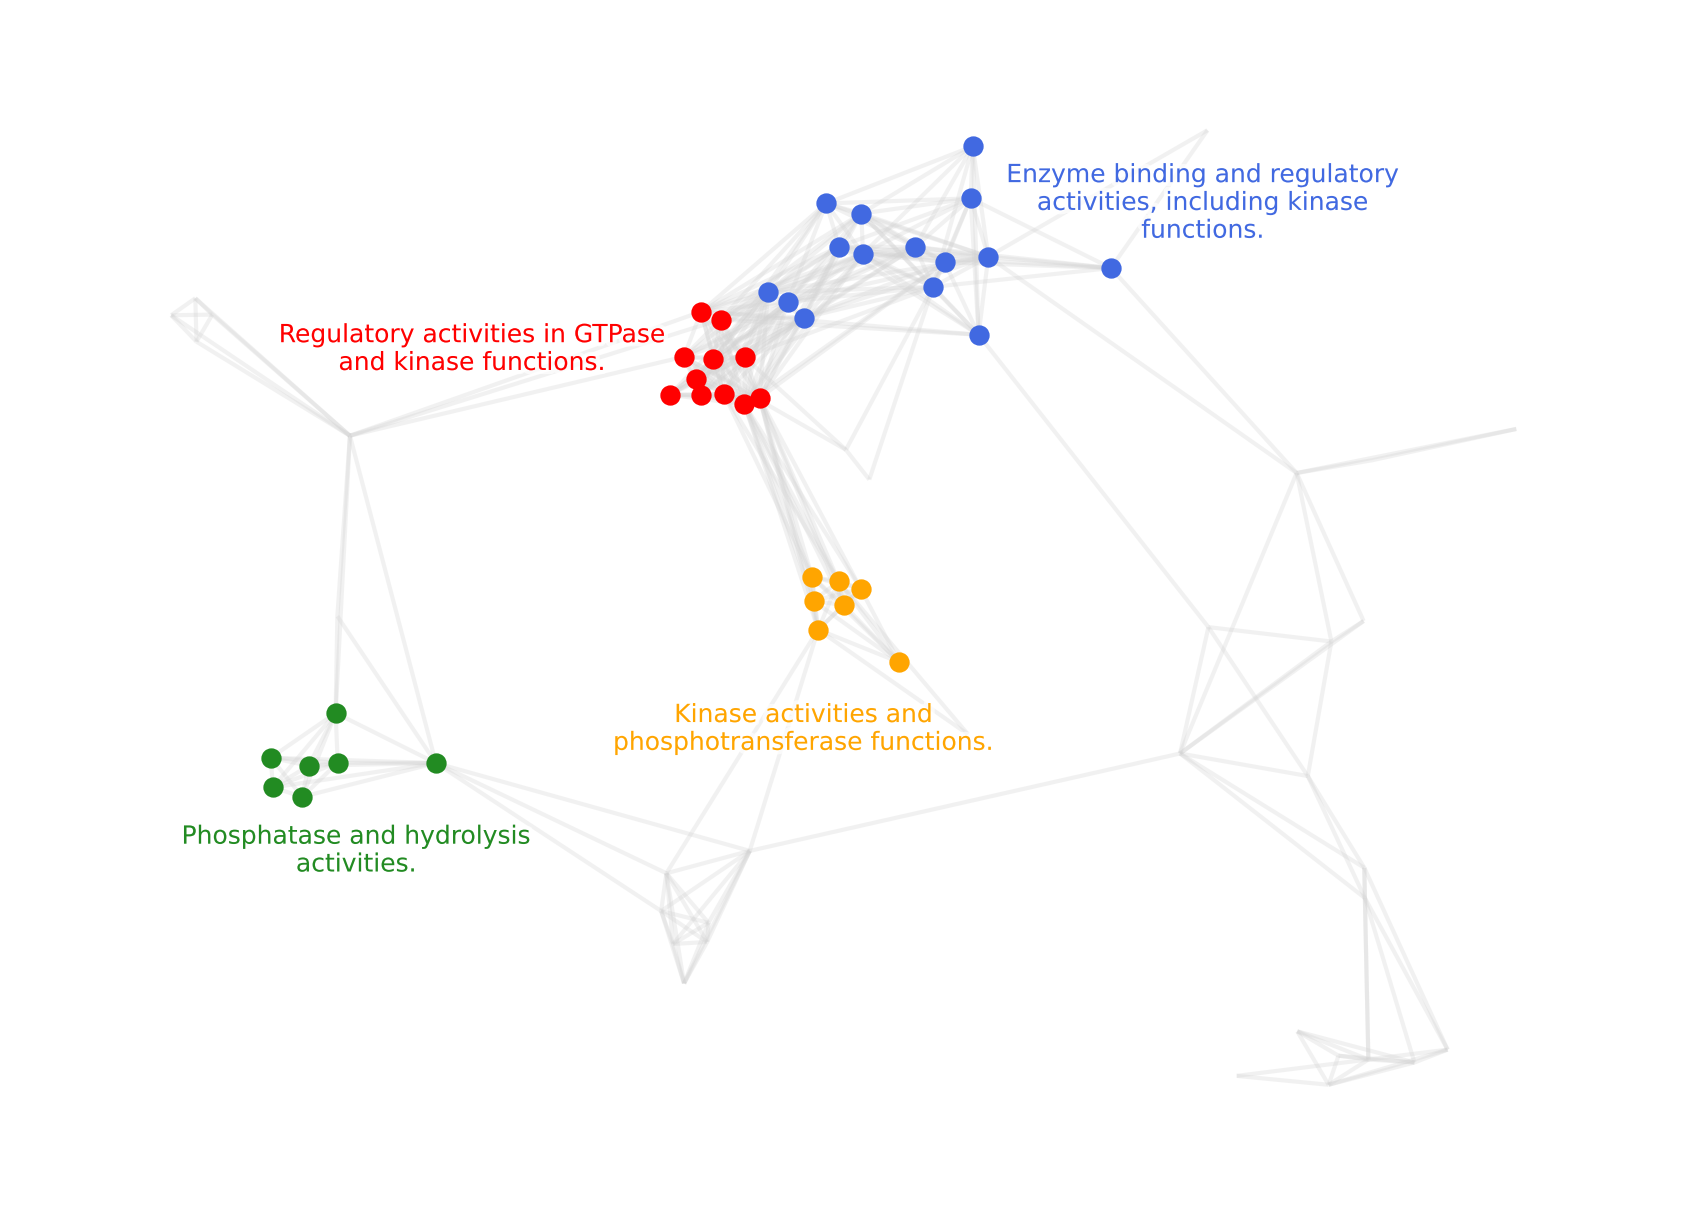 Enzyme binding and regulatory
activities, including kinase
functions.
Regulatory activities in GTPase
and kinase functions.
Kinase activities and
phosphotransferase functions.
Phosphatase and hydrolysis
activities.